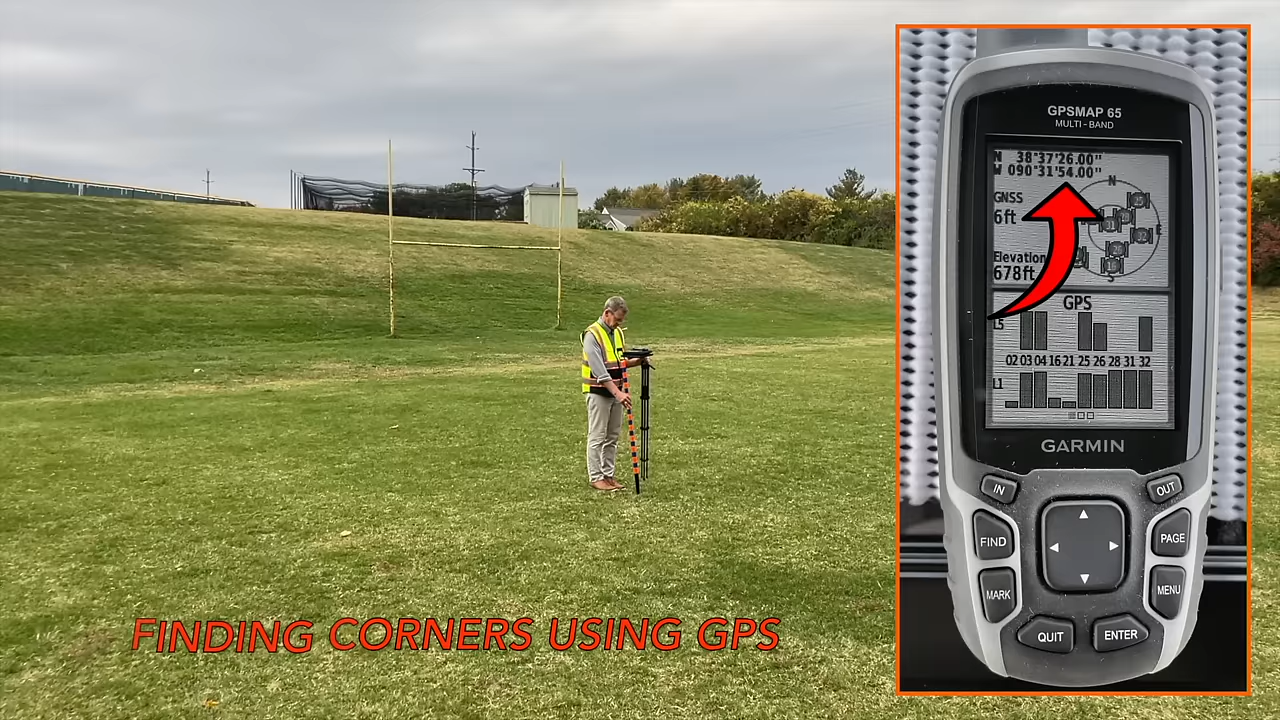 GPSMAP 65
MULTI-BAND
N 38°37'26.00"
W 090°31'54.00"
N
GNSS
6ft
E
Elevation
678ft
S
GPS
L5
02 03 04 16 21 25 26 28 31 32
L1
GARMIN
IN
OUT
FIND
PAGE
MARK
MENU
QUIT
ENTER
FINDING CORNERS USING GPS